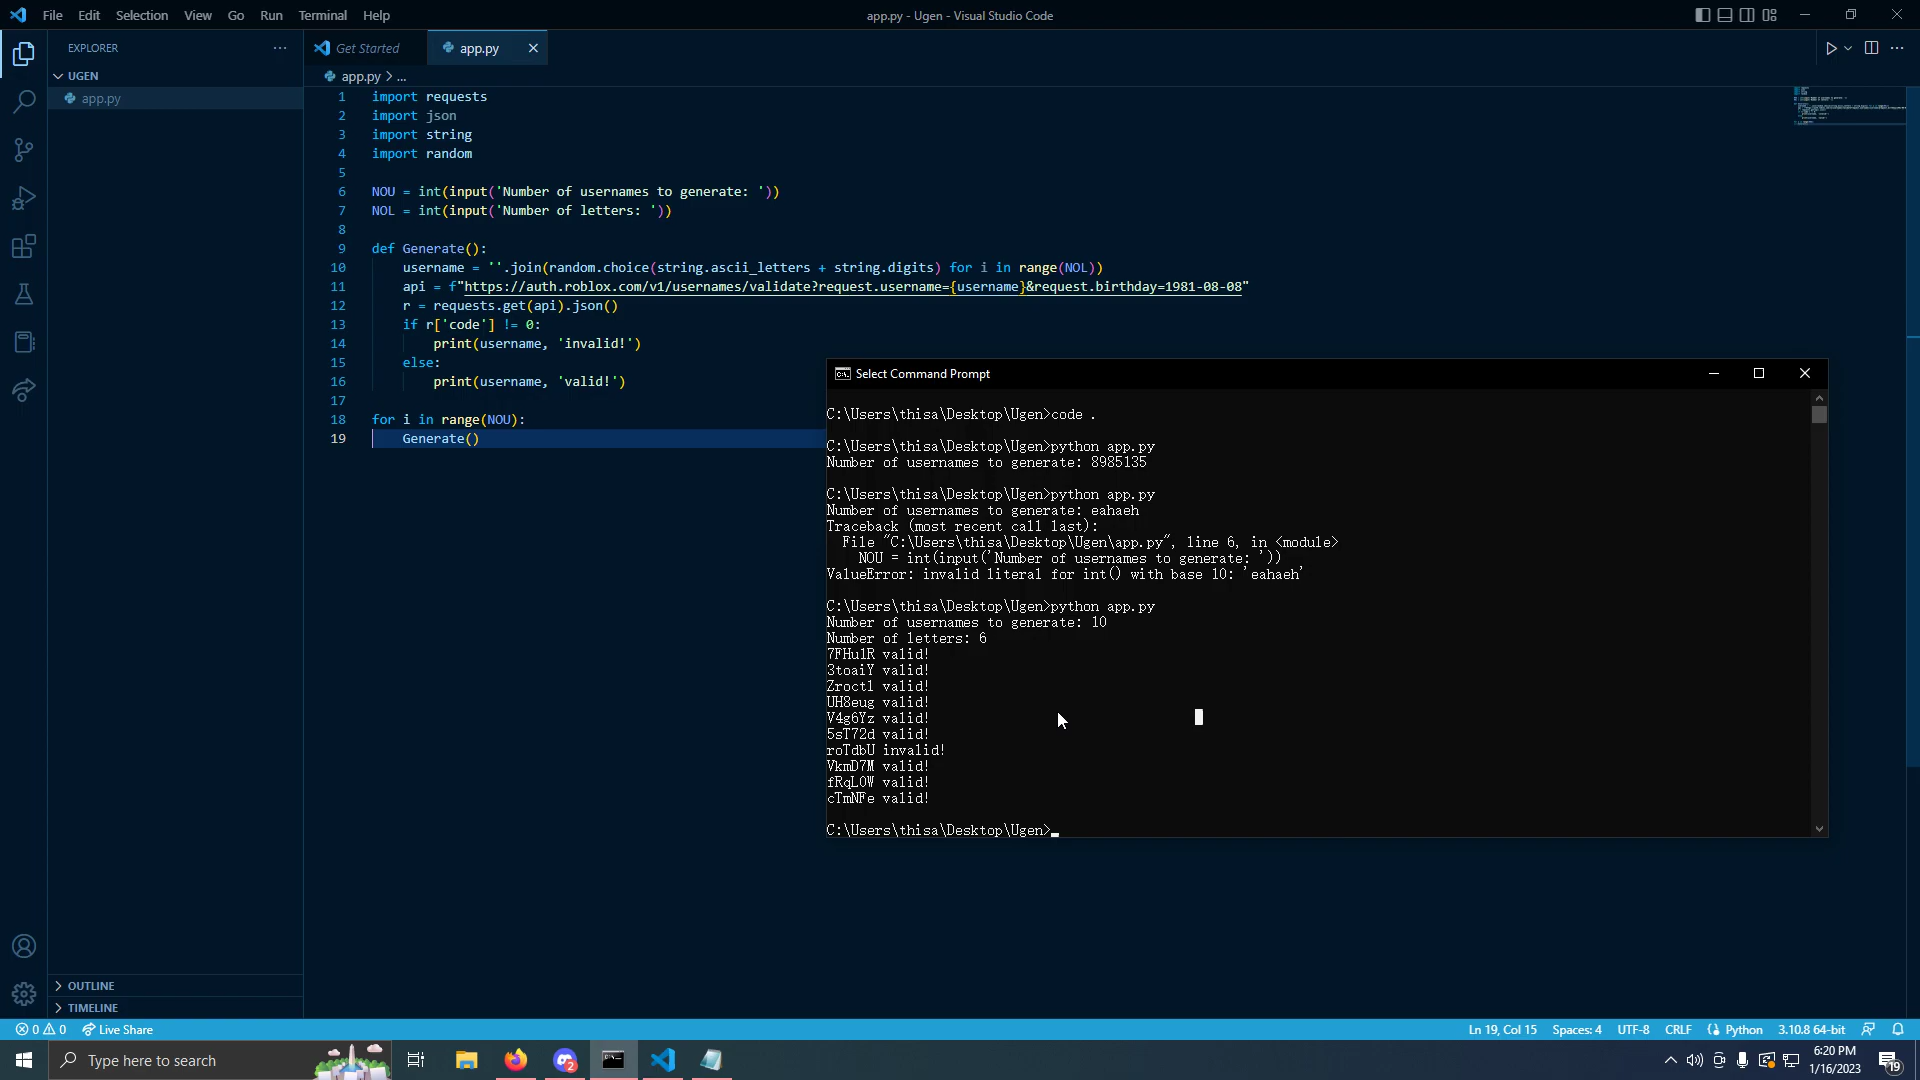 File Edit Selection View Go Run Terminal Help
app.py - Ugen - Visual Studio Code
EXPLORER
Get Started
app.py
UGEN
app.py > ...
app.py
1 import requests
2 import json
3 import string
4 import random
5
6 NOU = int(input('Number of usernames to generate: '))
7 NOL = int(input('Number of letters: '))
8
9 def Generate():
10 username = ''.join(random.choice(string.ascii_letters + string.digits) for i in range(NOL))
11 api = f"https://auth.roblox.com/v1/usernames/validate?request.username={username}&request.birthday=1981-08-08"
12 r = requests.get(api).json()
13 if r['code'] != 0:
14 print(username, 'invalid!')
15 else:
16 print(username, 'valid!')
17
18 for i in range(NOU):
19 Generate()
Select Command Prompt
C:\Users\thisa\Desktop\Ugen>code .
C:\Users\thisa\Desktop\Ugen>python app.py
Number of usernames to generate: 8985135
C:\Users\thisa\Desktop\Ugen>python app.py
Number of usernames to generate: eahaeh
Traceback (most recent call last):
File "C:\Users\thisa\Desktop\Ugen\app.py", line 6, in <module>
NOU = int(input('Number of usernames to generate: '))
ValueError: invalid literal for int() with base 10: 'eahaeh'
C:\Users\thisa\Desktop\Ugen>python app.py
Number of usernames to generate: 10
Number of letters: 6
7FHu1R valid!
3toaiY valid!
Zroctl valid!
UH8eug valid!
V4g6Yz valid!
5sT72d valid!
roTdbU invalid!
VkmD7M valid!
fRqL0W valid!
cTmNFe valid!
C:\Users\thisa\Desktop\Ugen>
OUTLINE
TIMELINE
0 0 Live Share
Ln 19, Col 15 Spaces: 4 UTF-8 CRLF Python 3.10.8 64-bit
Type here to search
2
6:20 PM
1/16/2023
19